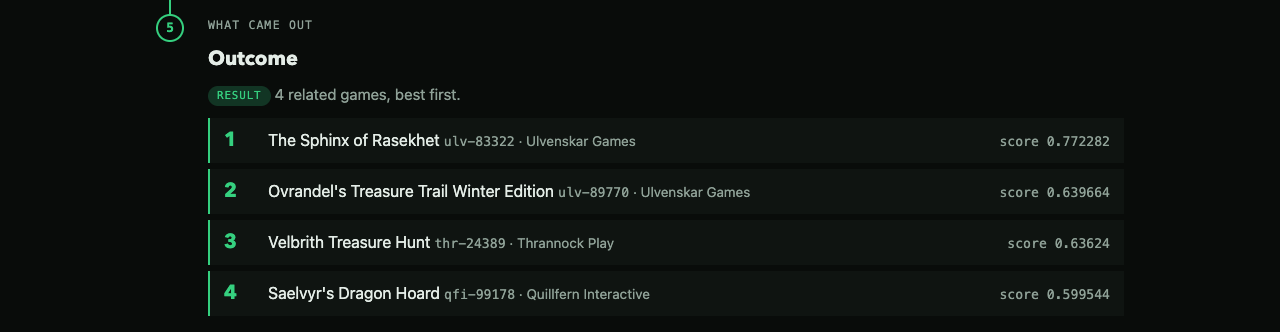 5 WHAT CAME OUT
Outcome
RESULT 4 related games, best first.
1 The Sphinx of Rasekhet ulv-83322 · Ulvenskar Games score 0.772282
2 Ovrandel's Treasure Trail Winter Edition ulv-89770 · Ulvenskar Games score 0.639664
3 Velbrith Treasure Hunt thr-24389 · Thrannock Play score 0.63624
4 Saelvyr's Dragon Hoard qfi-99178 · Quillfern Interactive score 0.599544